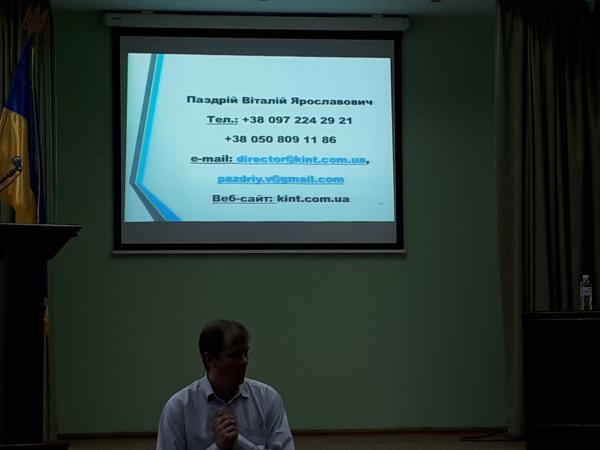 Паздрій Віталій Ярославович
Тел.: +38 097 224 29 21
+38 050 809 11 86
e-mail: director@kint.com.ua,
pazdriy.v@gmail.com
Веб-сайт: kint.com.ua